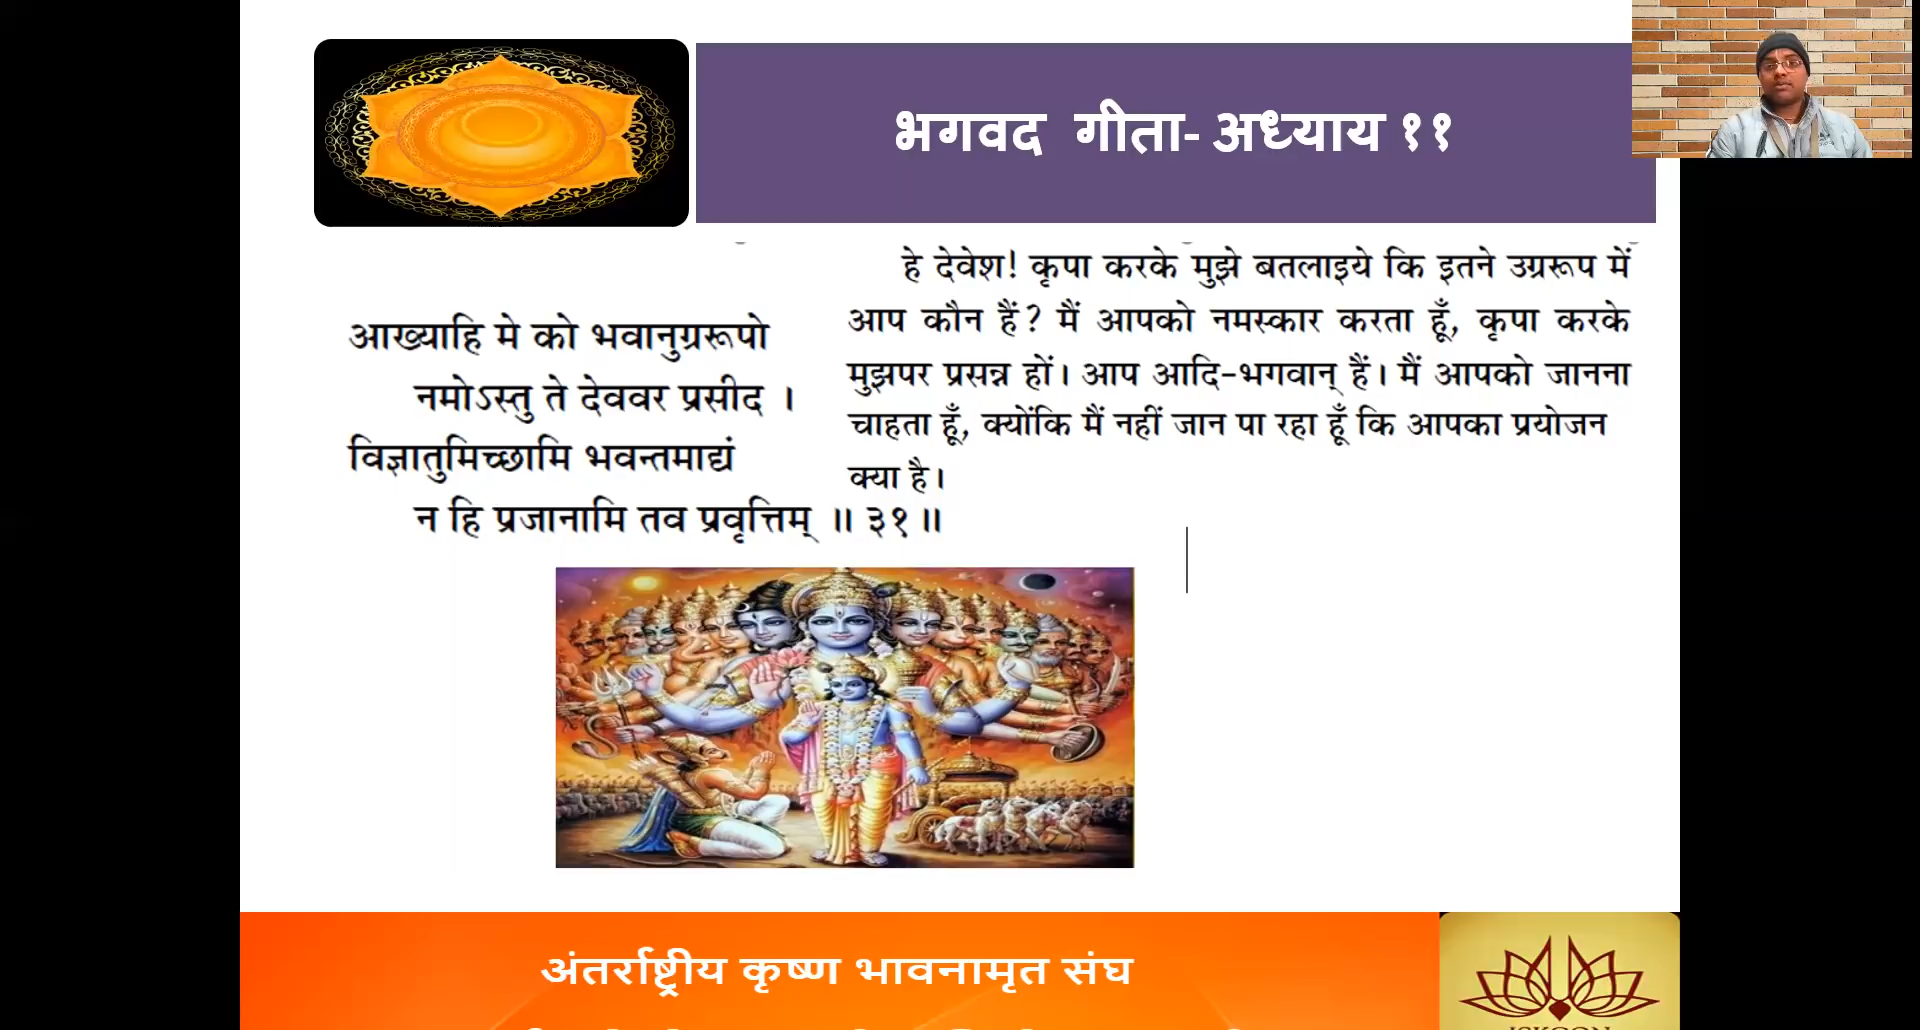 भगवद गीता- अध्याय ११
आख्याहि मे को भवानुग्ररूपो
नमोऽस्तु ते देववर प्रसीद ।
विज्ञातुमिच्छामि भवन्तमाद्यं
न हि प्रजानामि तव प्रवृत्तिम् ॥ ३१ ॥
हे देवेश! कृपा करके मुझे बतलाइये कि इतने उग्ररूप में
आप कौन हैं? मैं आपको नमस्कार करता हूँ, कृपा करके
मुझपर प्रसन्न हों। आप आदि-भगवान् हैं। मैं आपको जानना
चाहता हूँ, क्योंकि मैं नहीं जान पा रहा हूँ कि आपका प्रयोजन
क्या है।
अंतर्राष्ट्रीय कृष्ण भावनामृत संघ
ISKCON